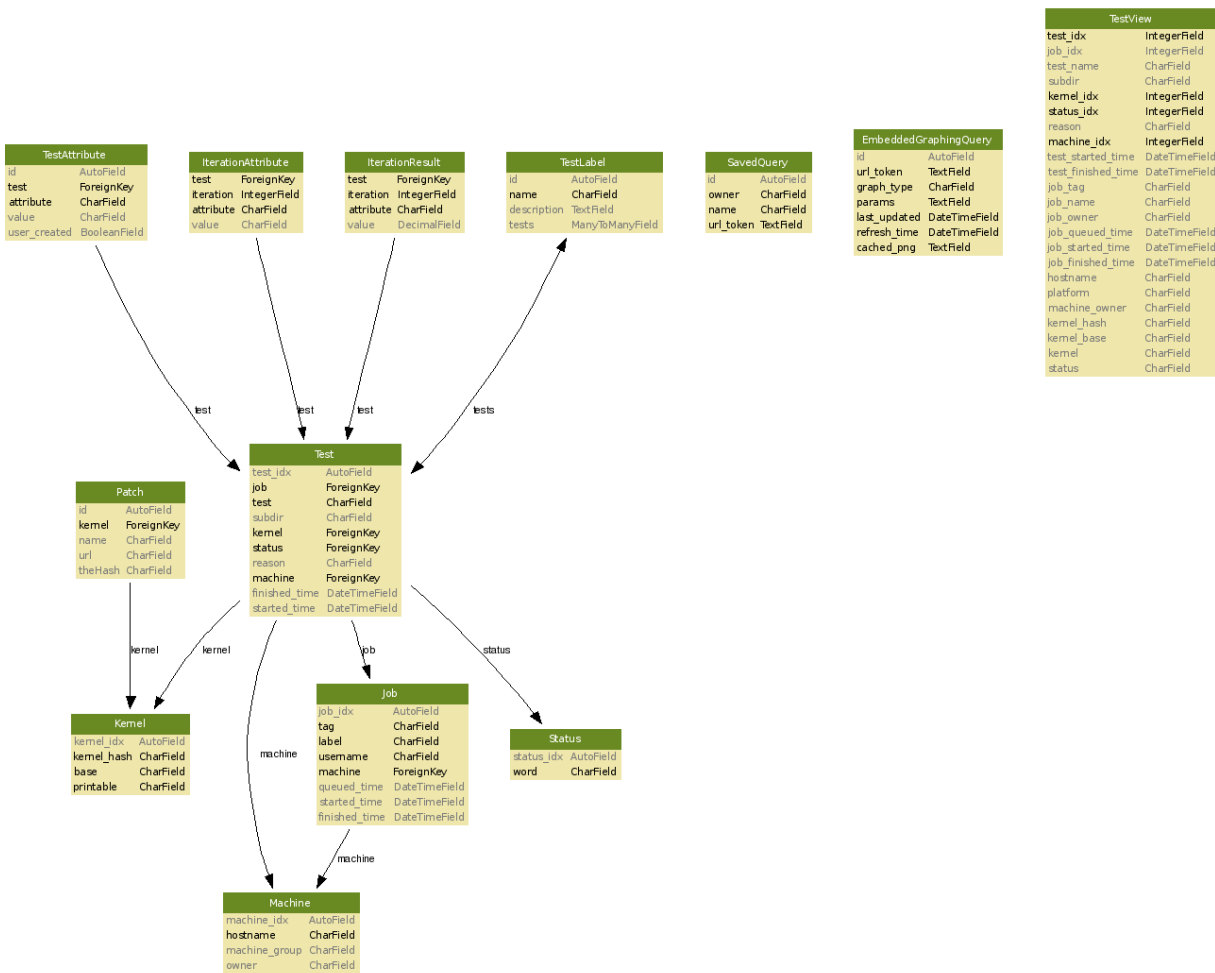 TestView
test_idx IntegerField
job_idx IntegerField
test_name CharField
subdir CharField
kernel_idx IntegerField
status_idx IntegerField
reason CharField
machine_idx IntegerField
test_started_time DateTimeField
test_finished_time DateTimeField
job_tag CharField
job_name CharField
job_owner CharField
job_queued_time DateTimeField
job_started_time DateTimeField
job_finished_time DateTimeField
hostname CharField
platform CharField
machine_owner CharField
kernel_hash CharField
kernel_base CharField
kernel CharField
status CharField
TestAttribute
id AutoField
test ForeignKey
attribute CharField
value CharField
user_created BooleanField
IterationAttribute
test ForeignKey
iteration IntegerField
attribute CharField
value CharField
IterationResult
test ForeignKey
iteration IntegerField
attribute CharField
value DecimalField
TestLabel
id AutoField
name CharField
description TextField
tests ManyToManyField
SavedQuery
id AutoField
owner CharField
name CharField
url_token TextField
EmbeddedGraphingQuery
id AutoField
url_token TextField
graph_type CharField
params TextField
last_updated DateTimeField
refresh_time DateTimeField
cached_png TextField
test
test
test
tests
Test
test_idx AutoField
job ForeignKey
test CharField
subdir CharField
kernel ForeignKey
status ForeignKey
reason CharField
machine ForeignKey
finished_time DateTimeField
started_time DateTimeField
Patch
id AutoField
kernel ForeignKey
name CharField
url CharField
theHash CharField
kernel
kernel
job
status
machine
Kernel
kernel_idx AutoField
kernel_hash CharField
base CharField
printable CharField
Job
job_idx AutoField
tag CharField
label CharField
username CharField
machine ForeignKey
queued_time DateTimeField
started_time DateTimeField
finished_time DateTimeField
Status
status_idx AutoField
word CharField
machine
Machine
machine_idx AutoField
hostname CharField
machine_group CharField
owner CharField